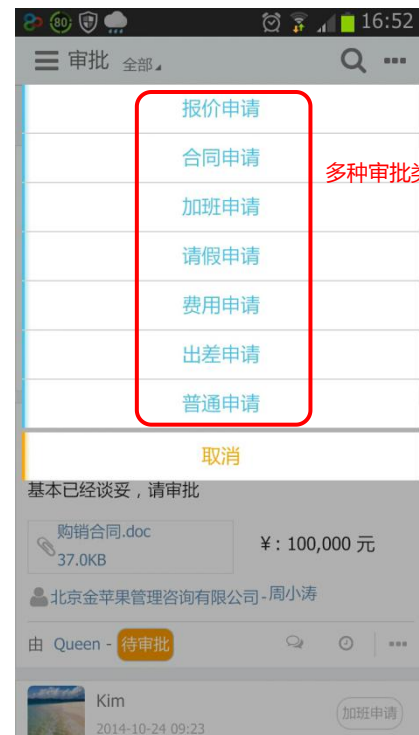 80 16:52
审批 全部
报价申请
合同申请
多种审批类
加班申请
请假申请
费用申请
出差申请
普通申请
取消
基本已经谈妥，请审批
购销合同.doc
37.0KB
¥：100,000 元
北京金苹果管理咨询有限公司-周小涛
由 Queen - 待审批
Kim
加班申请
2014-10-24 09:23